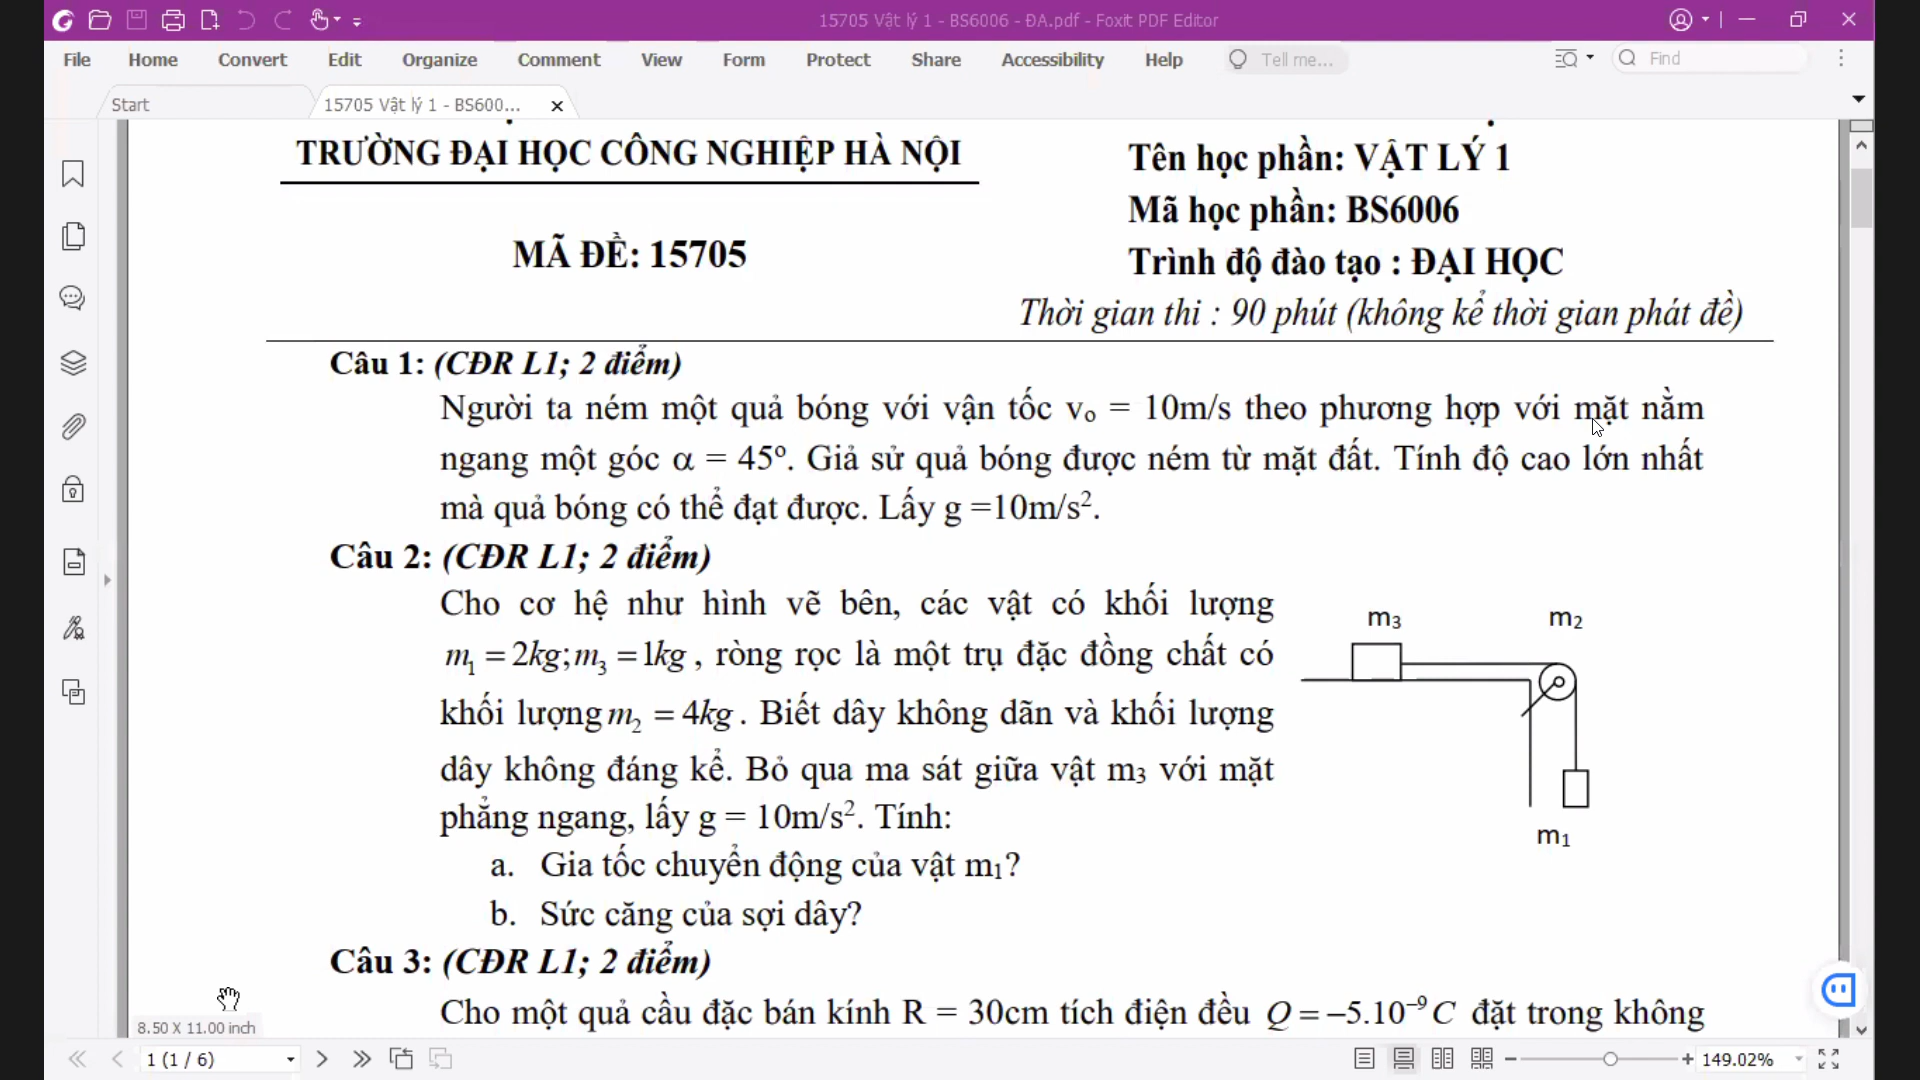 15705 Vật lý 1 - BS6006 - ĐA.pdf - Foxit PDF Editor
File Home Convert Edit Organize Comment View Form Protect Share Accessibility Help Tell me... Find
Start 15705 Vật lý 1 - BS600...
TRƯỜNG ĐẠI HỌC CÔNG NGHIỆP HÀ NỘI
Tên học phần: VẬT LÝ 1
Mã học phần: BS6006
MÃ ĐỀ: 15705
Trình độ đào tạo : ĐẠI HỌC
Thời gian thi : 90 phút (không kể thời gian phát đề)
Câu 1: (CĐR L1; 2 điểm)
Người ta ném một quả bóng với vận tốc vₒ = 10m/s theo phương hợp với mặt nằm
ngang một góc α = 45º. Giả sử quả bóng được ném từ mặt đất. Tính độ cao lớn nhất
mà quả bóng có thể đạt được. Lấy g =10m/s².
Câu 2: (CĐR L1; 2 điểm)
Cho cơ hệ như hình vẽ bên, các vật có khối lượng
m₁ = 2kg; m₃ = 1kg , ròng rọc là một trụ đặc đồng chất có
khối lượng m₂ = 4kg . Biết dây không dãn và khối lượng
dây không đáng kể. Bỏ qua ma sát giữa vật m₃ với mặt
phẳng ngang, lấy g = 10m/s². Tính:
a. Gia tốc chuyển động của vật m₁?
b. Sức căng của sợi dây?
m₃ m₂
m₁
Câu 3: (CĐR L1; 2 điểm)
Cho một quả cầu đặc bán kính R = 30cm tích điện đều Q = −5.10⁻⁹ C đặt trong không
8.50 X 11.00 inch
1 (1 / 6) 149.02%